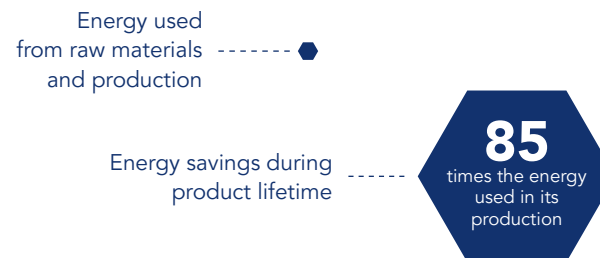 Energy used
from raw materials
and production
Energy savings during
product lifetime
85
times the energy
used in its
production